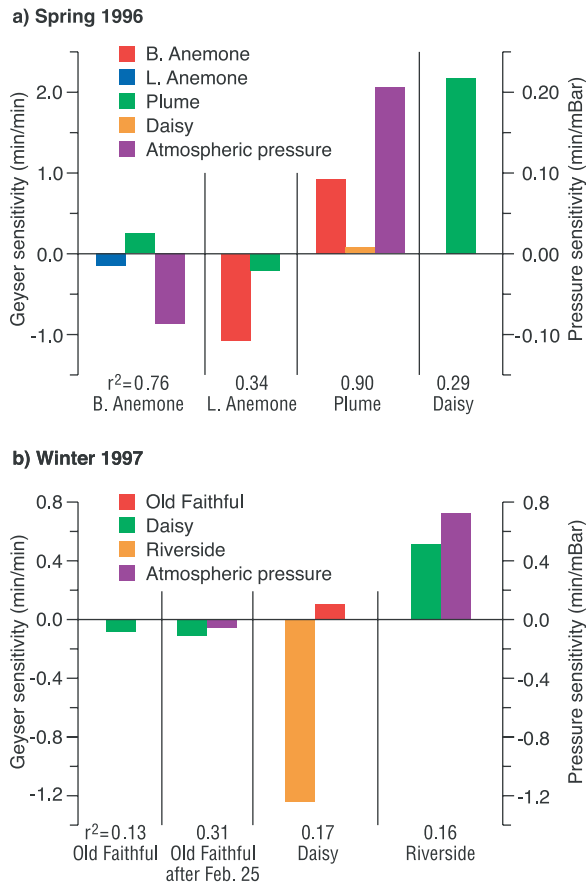 a) Spring 1996
B. Anemone
L. Anemone
Plume
Daisy
Atmospheric pressure
Geyser sensitivity (min/min)
2.0
1.0
0.0
-1.0
Pressure sensitivity (min/mBar)
0.20
0.10
0.00
-0.10
r²=0.76 0.34 0.90 0.29
B. Anemone L. Anemone Plume Daisy
b) Winter 1997
Old Faithful
Daisy
Riverside
Atmospheric pressure
Geyser sensitivity (min/min)
0.8
0.4
0.0
-0.4
-0.8
-1.2
Pressure sensitivity (min/mBar)
0.8
0.4
0.0
-0.4
-0.8
-1.2
r²=0.13 0.31 0.17 0.16
Old Faithful Old Faithful Daisy Riverside
after Feb. 25